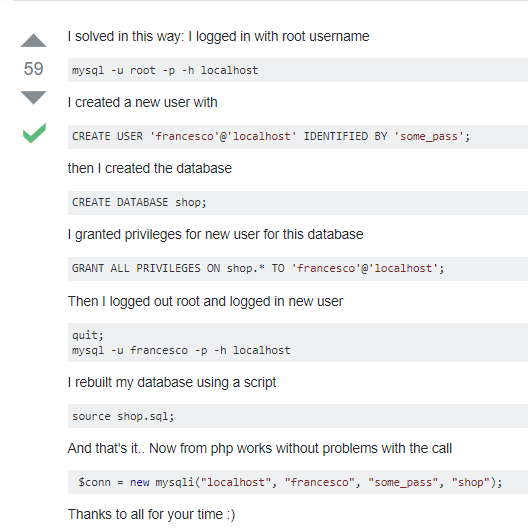 I solved in this way: I logged in with root username
59
mysql -u root -p -h localhost
I created a new user with
CREATE USER 'francesco'@'localhost' IDENTIFIED BY 'some_pass';
then I created the database
CREATE DATABASE shop;
I granted privileges for new user for this database
GRANT ALL PRIVILEGES ON shop.* TO 'francesco'@'localhost';
Then I logged out root and logged in new user
quit;
mysql -u francesco -p -h localhost
I rebuilt my database using a script
source shop.sql;
And that's it.. Now from php works without problems with the call
$conn = new mysqli("localhost", "francesco", "some_pass", "shop");
Thanks to all for your time :)